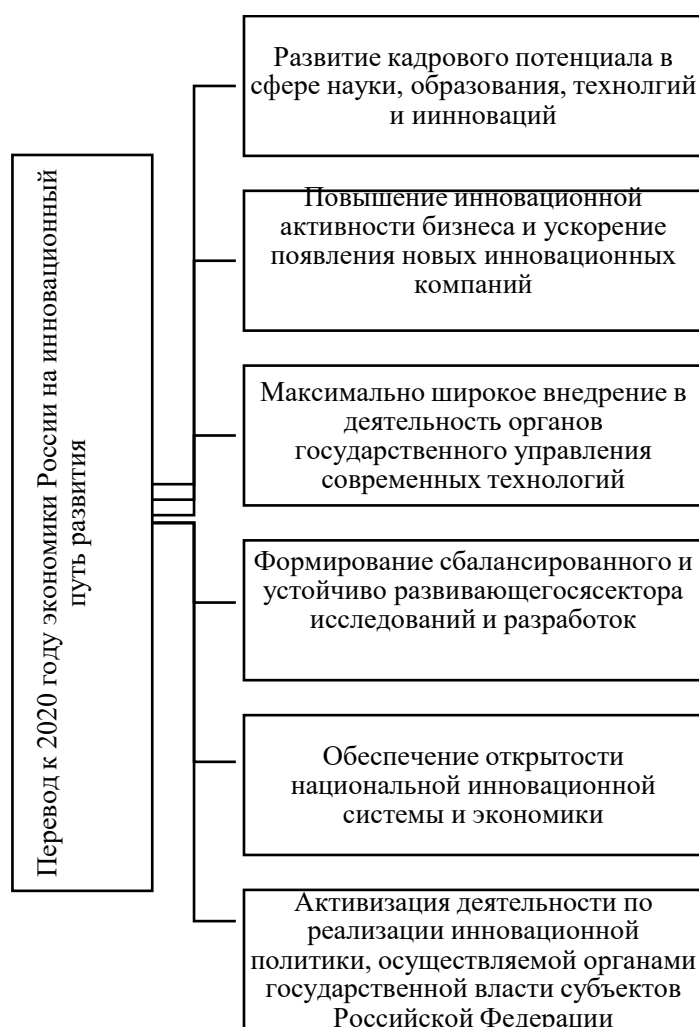 Перевод к 2020 году экономики России на инновационный
путь развития
Развитие кадрового потенциала в
сфере науки, образования, технолгий
и иинноваций
Повышение инновационной
активности бизнеса и ускорение
появления новых инновационных
компаний
Максимально широкое внедрение в
деятельность органов
государственного управления
современных технологий
Формирование сбалансированного и
устойчиво развивающегосясектора
исследований и разработок
Обеспечение открытости
национальной инновационной
системы и экономики
Активизация деятельности по
реализации инновационной
политики, осуществляемой органами
государственной власти субъектов
Российской Федерации